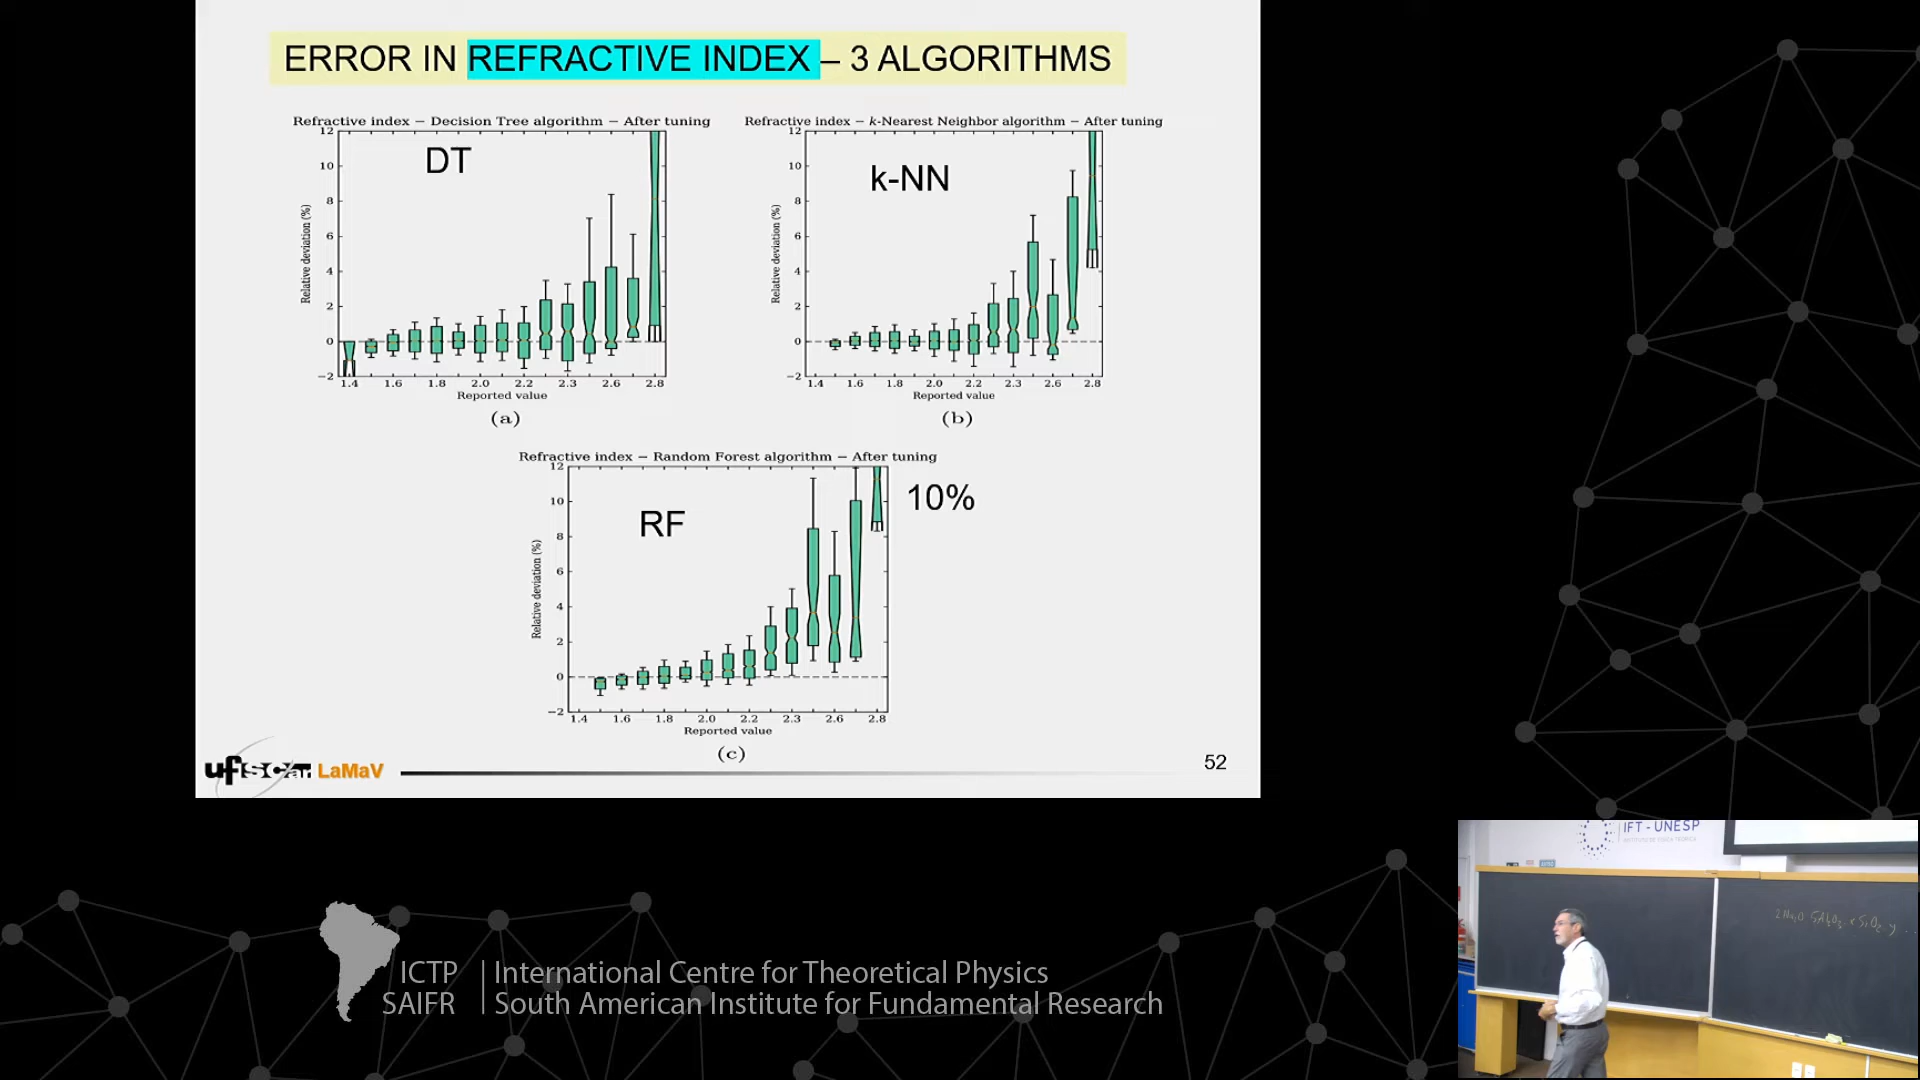 ERROR IN REFRACTIVE INDEX – 3 ALGORITHMS
Refractive index − Decision Tree algorithm − After tuning
DT
Relative deviation (%)
12
10
8
6
4
2
0
−2
1.4 1.6 1.8 2.0 2.2 2.3 2.6 2.8
Reported value
(a)
Refractive index − k-Nearest Neighbor algorithm − After tuning
k-NN
Relative deviation (%)
12
10
8
6
4
2
0
−2
1.4 1.6 1.8 2.0 2.2 2.3 2.6 2.8
Reported value
(b)
Refractive index − Random Forest algorithm − After tuning
RF
10%
Relative deviation (%)
12
10
8
6
4
2
0
−2
1.4 1.6 1.8 2.0 2.2 2.3 2.6 2.8
Reported value
(c)
ufscar LaMaV
52
ICTP
SAIFR
International Centre for Theoretical Physics
South American Institute for Fundamental Research
IFT - UNESP